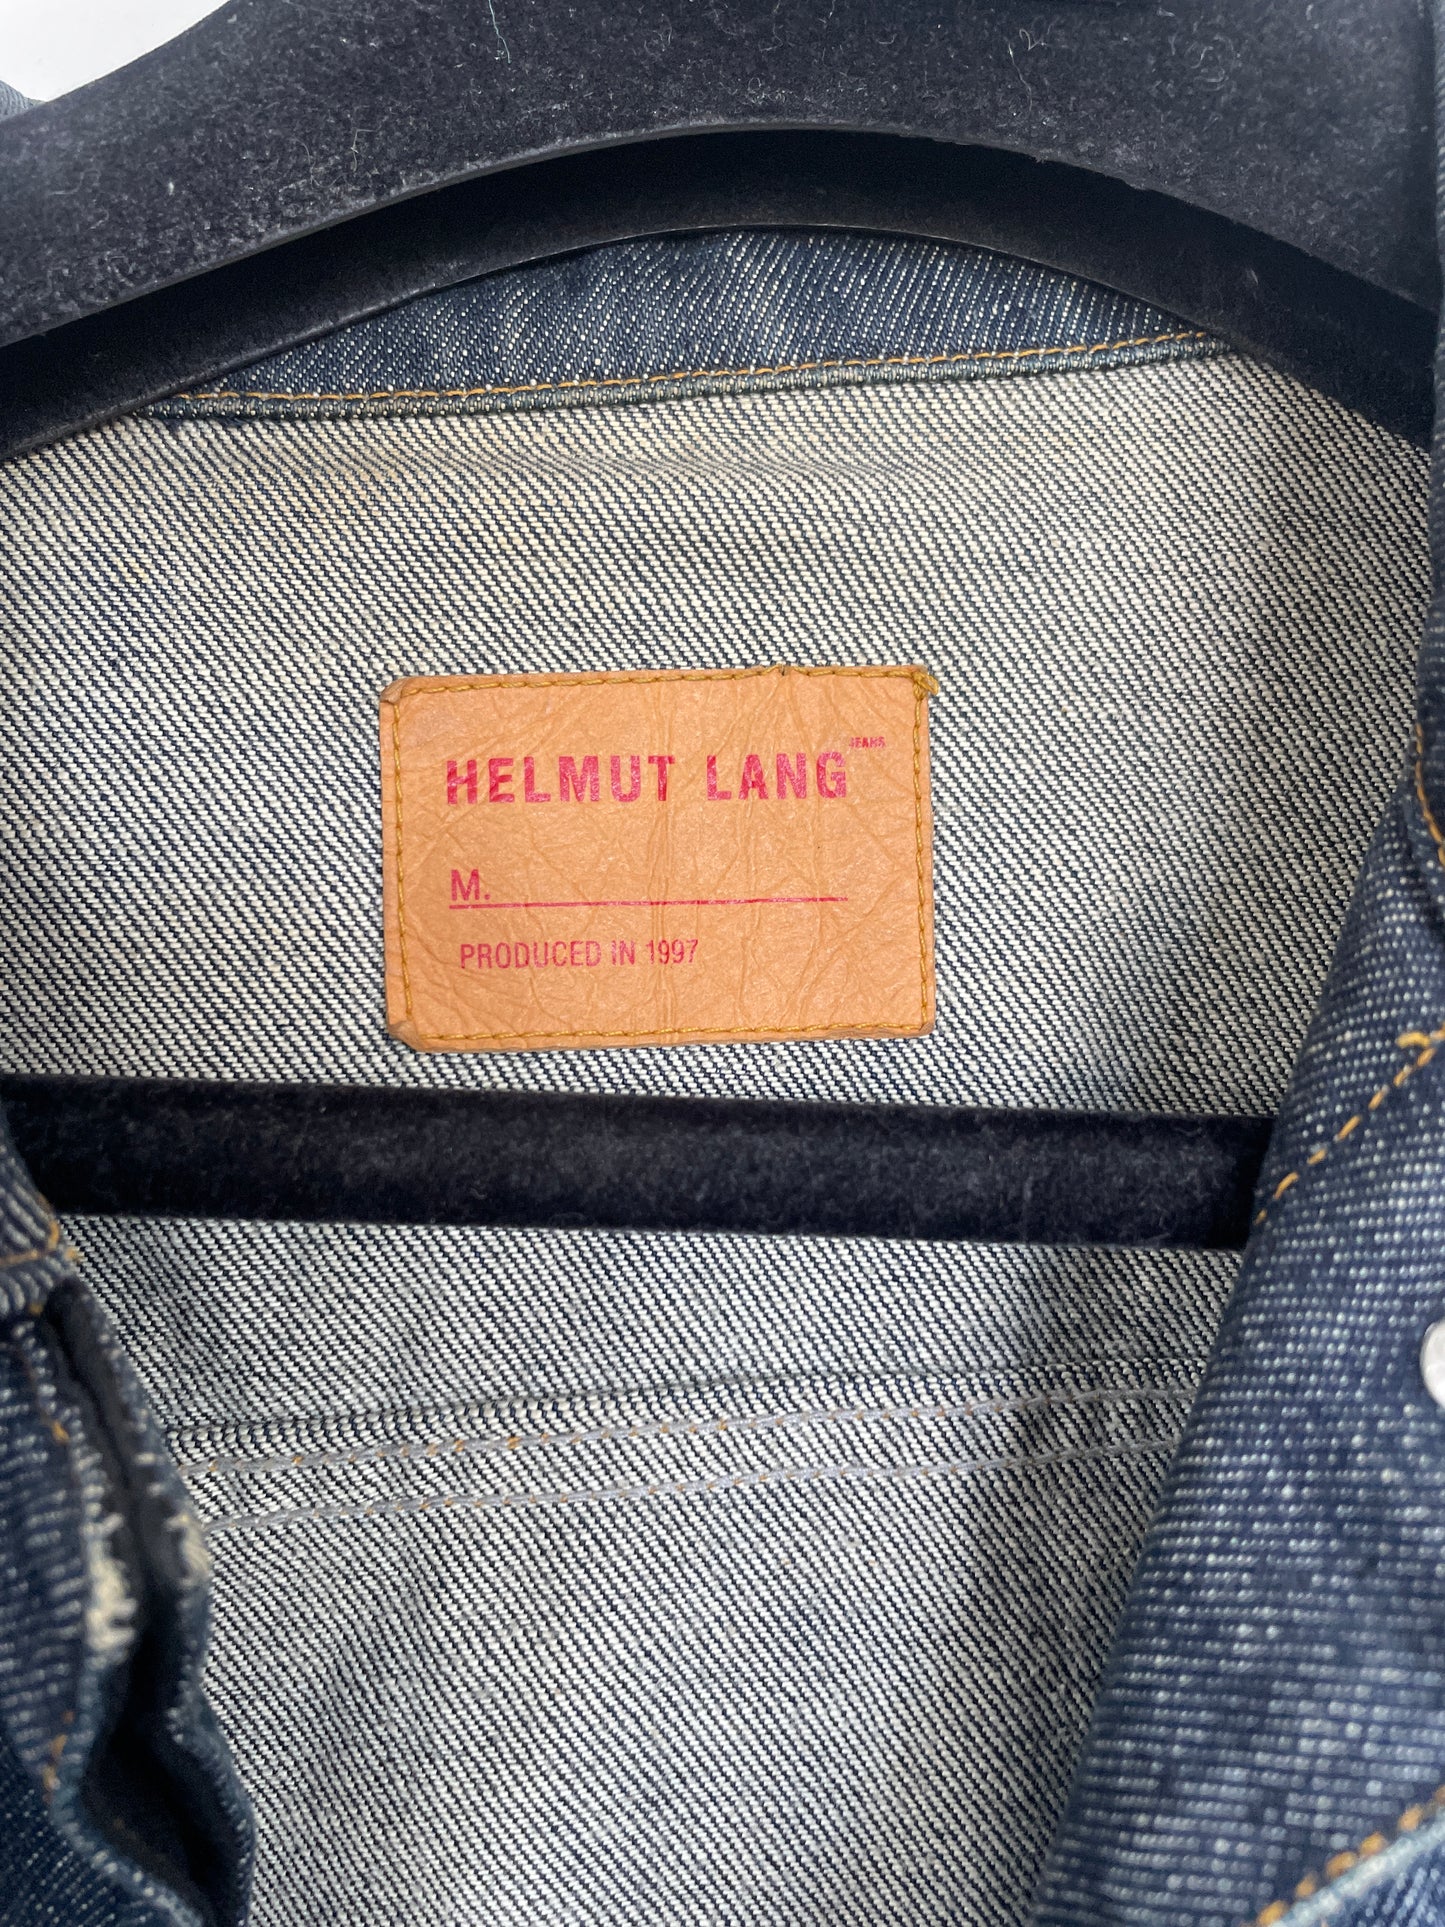 HELMUT LANG JEANS
M.
PRODUCED IN 1997